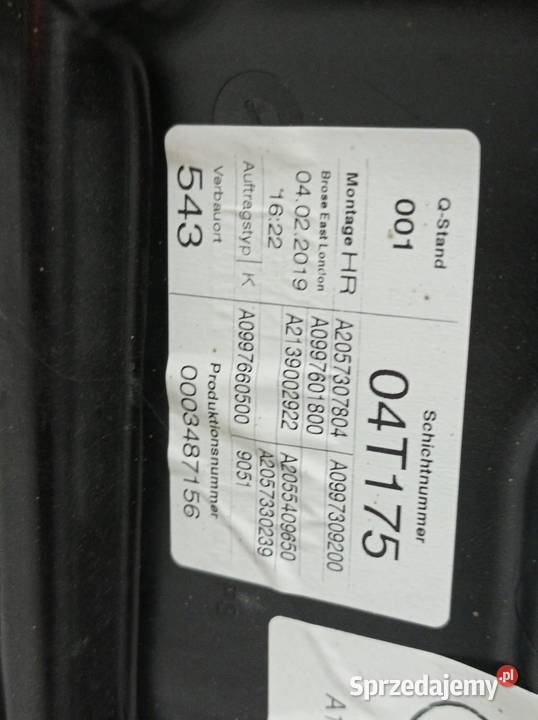 Q-Stand
001
Schichtnummer
04T175
Montage HR
Brose East London
04.02.2019
16:22
A2057307804 A0997309200
A0997601800
A2139002922 A2055409650
A2057330239
Auftragstyp K
A0997660500 9051
Verbauort
543
Produktionsnummer
0003487156
Sprzedajemy.pl